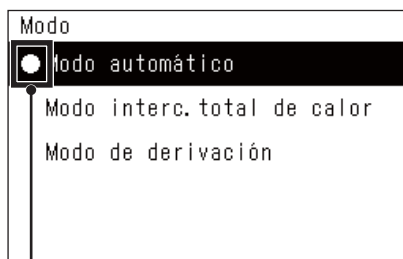 Modo
Modo automático
Modo interc.total de calor
Modo de derivación